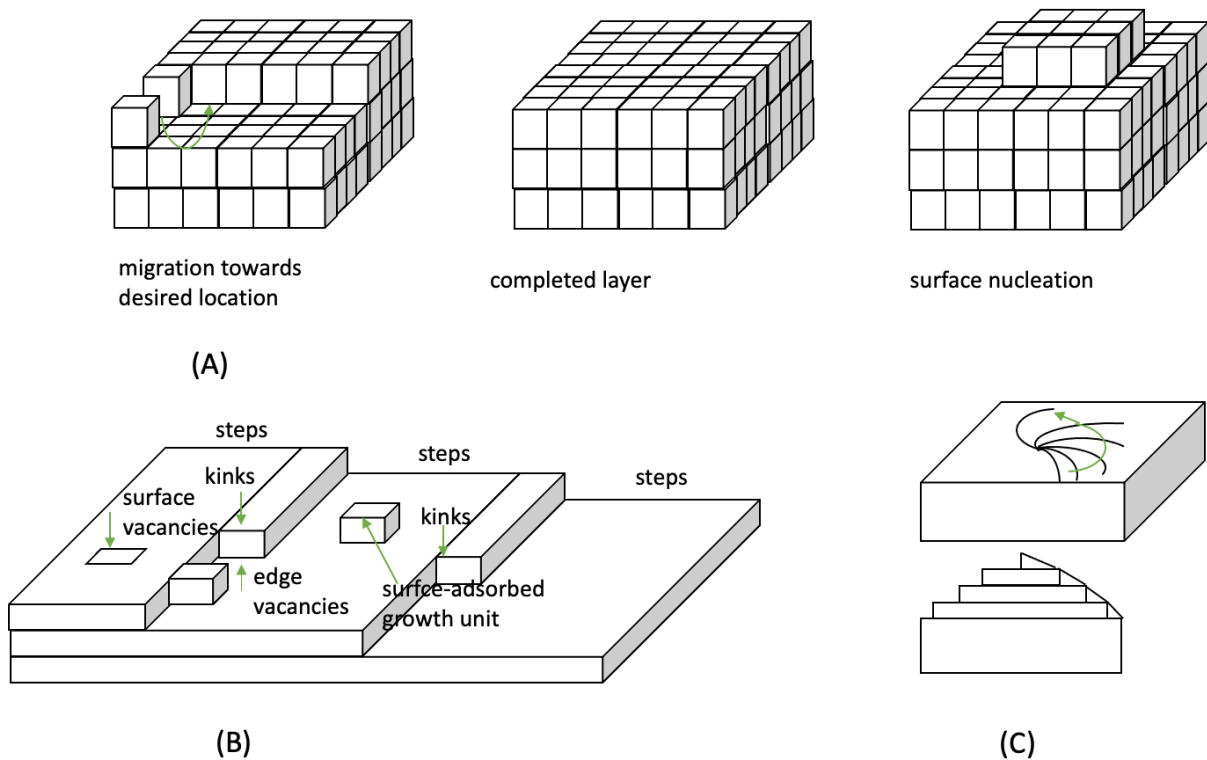 migration towards
desired location
completed layer
surface nucleation
(A)
steps
steps
steps
kinks
surface
vacancies
kinks
edge
vacancies
surfce-adsorbed
growth unit
(B)
(C)